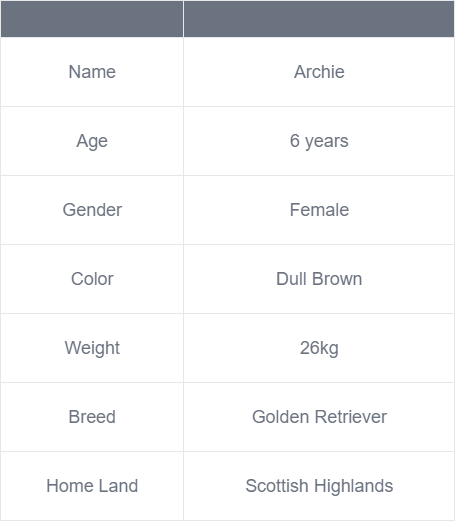 Name Archie
Age 6 years
Gender Female
Color Dull Brown
Weight 26kg
Breed Golden Retriever
Home Land Scottish Highlands